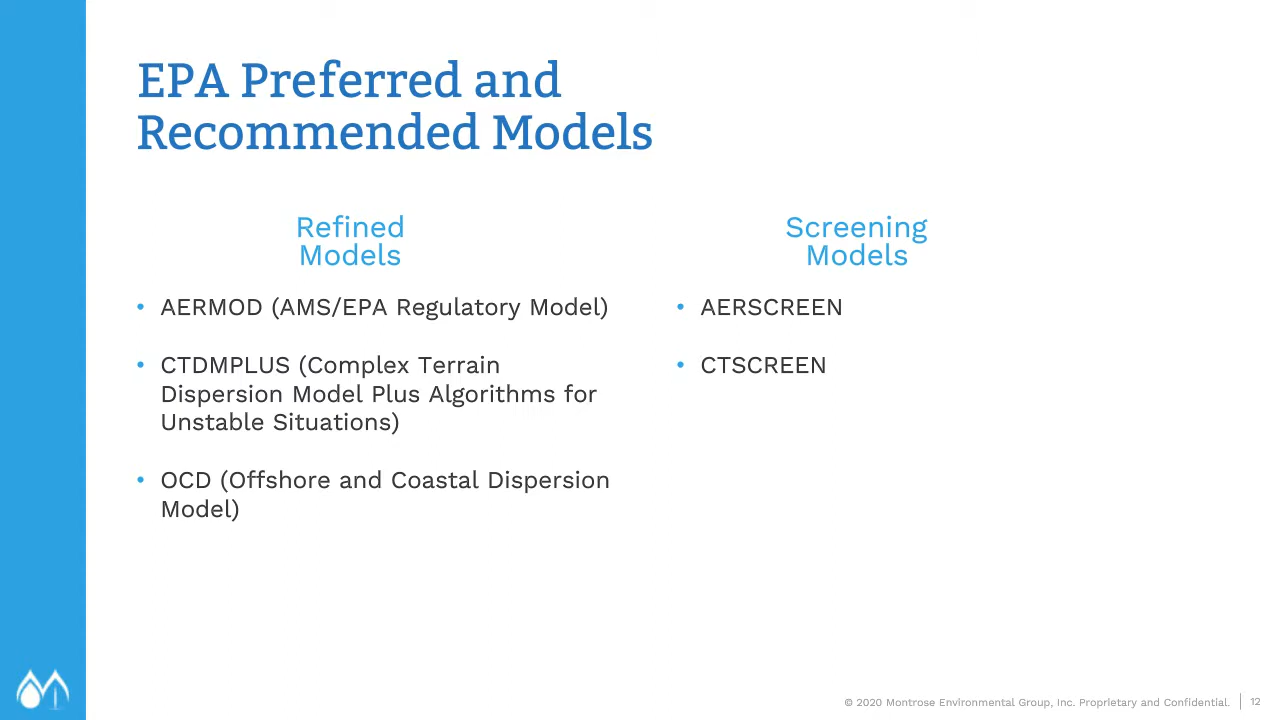 EPA Preferred and
Recommended Models
Refined
Models
• AERMOD (AMS/EPA Regulatory Model)
• CTDMPLUS (Complex Terrain
Dispersion Model Plus Algorithms for
Unstable Situations)
• OCD (Offshore and Coastal Dispersion
Model)
Screening
Models
• AERSCREEN
• CTSCREEN
© 2020 Montrose Environmental Group, Inc. Proprietary and Confidential. 12